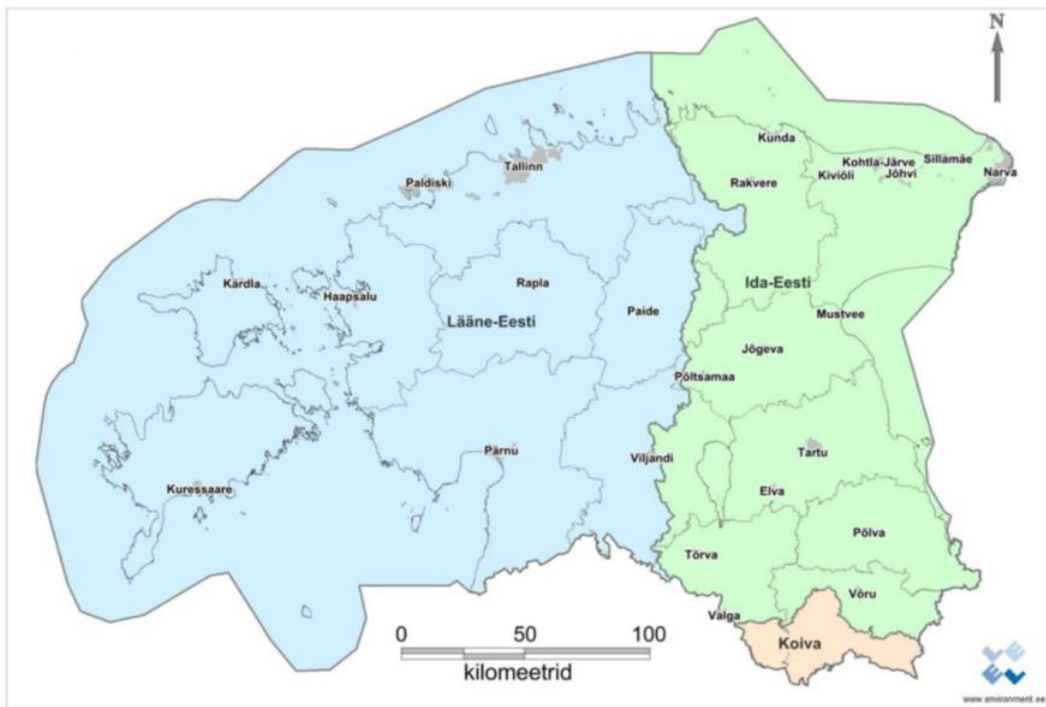 N
Kunda
Tallinn
Kohtla-Järve
Sillämäe
Paldiski
Rakvere
Kiviõli
Jõhvi
Narva
Kärdla
Haapsalu
Rapla
Ida-Eesti
Lääne-Eesti
Paide
Mustvee
Jõgeva
Põltsamaa
Pärnu
Viljandi
Tartu
Kuressaare
Elva
Põlva
Tõrva
Võru
Valga
Koiva
0 50 100
kilomeetrid
www.environment.ee